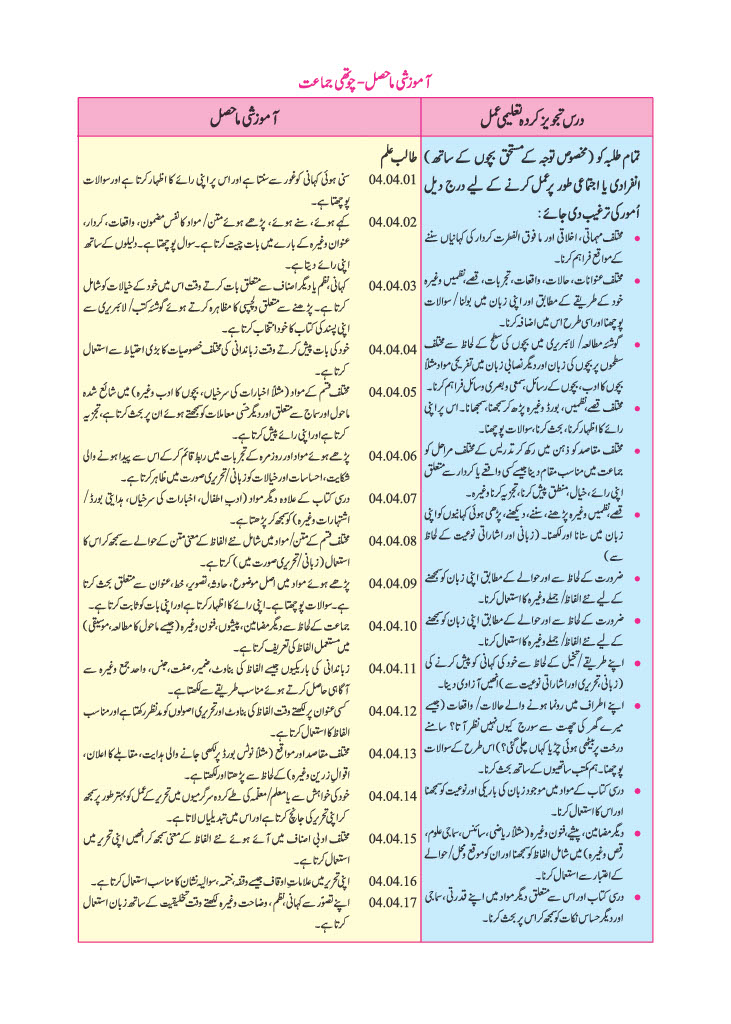 آموزشی ماحصل - چوتھی جماعت
درس تجویز کردہ تعلیمی عمل
تمام طلبہ کو (مخصوص توجہ کے مستحق بچوں کے ساتھ)
انفرادی یا اجتماعی طور پر عمل کرنے کے لیے درج ذیل
اُمور کی ترغیب دی جائے:
• مختلف مہماتی، اخلاقی اور مافوق الفطرت کردار کی کہانیاں سننے
کے مواقع فراہم کرنا۔
• مختلف عنوانات، حالات، واقعات، تجربات، قصے، نظمیں وغیرہ
خود کے طریقے کے مطابق اور اپنی زبان میں بولنا/ سوالات
پوچھنا اور اسی طرح اس میں اضافہ کرنا۔
• گوشۂ مطالعہ/ لائبریری میں بچوں کی سطح کے لحاظ سے مختلف
سطحوں پر بچوں کی زبان اور دیگر نصابی زبان میں تفریحی مواد مثلاً
بچوں کا ادب، بچوں کے رسائل، سمعی و بصری وسائل فراہم کرنا۔
• مختلف قصے، نظمیں، بورڈ وغیرہ پڑھ کر سمجھنا، سمجھانا۔ اس پر اپنی
رائے کا اظہار کرنا، بحث کرنا، سوالات پوچھنا۔
• مختلف مقاصد کو ذہن میں رکھ کر تدریس کے مختلف مراحل کو
جماعت میں مناسب مقام دینا جیسے کسی واقعے یا کردار سے متعلق
اپنی رائے، خیال، منطق پیش کرنا، تجزیہ کرنا وغیرہ۔
• قصے، نظمیں وغیرہ پڑھنے، سننے، دیکھنے، پڑھی ہوئی کہانیوں کو اپنی
زبان میں سنانا اور لکھنا۔ (زبانی اور اشاراتی نوعیت کے لحاظ
سے)
• ضرورت کے لحاظ سے اور حوالے کے مطابق اپنی زبان کو سمجھنے
کے لیے نئے الفاظ/ جملے وغیرہ کا استعمال کرنا۔
• ضرورت کے لحاظ سے اور حوالے کے مطابق اپنی زبان کو سمجھنے
کے لیے نئے الفاظ/ جملے وغیرہ کا استعمال کرنا۔
• اپنے طریقے/ تخیل کے لحاظ سے خود کی کہانی کو پیش کرنے کی
(زبانی، تحریری اور اشاراتی نوعیت سے) انھیں آزادی دینا۔
• اپنے اطراف میں رونما ہونے والے حالات/ واقعات (جیسے
میرے گھر کی چھت سے سورج کیوں نہیں نظر آتا؟ سامنے
درخت پر بیٹھی ہوئی چڑیا کہاں چلی گئی؟) اس طرح کے سوالات
پوچھنا۔ ہم مکتب ساتھیوں کے ساتھ بحث کرنا۔
• درسی کتاب کے مواد میں موجود زبان کی باریکی اور نوعیت کو سمجھنا
اور اس کا استعمال کرنا۔
• دیگر مضامین، پیشے، فنون وغیرہ (مثلاً ریاضی، سائنس، سماجی علوم،
رقص وغیرہ) میں شامل الفاظ کو سمجھنا اور ان کو موقع و محل/ حوالے
کے اعتبار سے استعمال کرنا۔
• درسی کتاب اور اس سے متعلق دیگر مواد میں اپنے قدرتی، سماجی
اور دیگر حساس نکات کو سمجھ کر اس پر بحث کرنا۔
آموزشی ماحصل
طالب علم
04.04.01 سنی ہوئی کہانی کو غور سے سنتا ہے اور اس پر اپنی رائے کا اظہار کرتا ہے اور سوالات
پوچھتا ہے۔
04.04.02 کہے ہوئے، سنے ہوئے، پڑھے ہوئے متن/ مواد کا نفس مضمون، واقعات، کردار،
عنوان وغیرہ کے بارے میں بات چیت کرتا ہے۔ سوال پوچھتا ہے۔ دلیلوں کے ساتھ
اپنی رائے دیتا ہے۔
04.04.03 کہانی، نظم یا دیگر اصناف سے متعلق بات کرتے وقت اس میں خود کے خیالات کو شامل
کرتا ہے۔ پڑھنے سے متعلق دلچسپی کا مظاہرہ کرتے ہوئے گوشۂ کتب/ لائبریری سے
اپنی پسند کی کتاب کا خود انتخاب کرتا ہے۔
04.04.04 خود کی بات پیش کرتے وقت زباندانی کی مختلف خصوصیات کا بڑی احتیاط سے استعمال
کرتا ہے۔
04.04.05 مختلف قسم کے مواد (مثلاً اخبارات کی سرخیاں، بچوں کا ادب وغیرہ) میں شائع شدہ
ماحول اور سماج سے متعلق اور دیگر حسی معاملات کو سمجھتے ہوئے ان پر بحث کرتا ہے، تجزیہ
کرتا ہے اور اپنی رائے پیش کرتا ہے۔
04.04.06 پڑھے ہوئے مواد اور روزمرہ کے تجربات میں ربط قائم کرکے اس سے پیدا ہونے والی
شکایت، احساسات اور خیالات کو زبانی/ تحریری صورت میں ظاہر کرتا ہے۔
04.04.07 درسی کتاب کے علاوہ دیگر مواد (ادب اطفال، اخبارات کی سرخیاں، ہدایتی بورڈ/
اشتہارات وغیرہ) کو سمجھ کر پڑھتا ہے۔
04.04.08 مختلف قسم کے متن/ مواد میں شامل نئے الفاظ کے معنی متن کے حوالے سے سمجھ کر اس کا
استعمال (زبانی/ تحریری صورت میں) کرتا ہے۔
04.04.09 پڑھے ہوئے مواد میں اصل موضوع، حادثہ، تصویر، خط، عنوان سے متعلق بحث کرتا
ہے۔ سوالات پوچھتا ہے۔ اپنی رائے کا اظہار کرتا ہے اور اپنی بات کو ثابت کرتا ہے۔
04.04.10 جماعت کے لحاظ سے دیگر مضامین، پیشوں، فنون وغیرہ (جیسے ماحول کا مطالعہ، موسیقی)
میں مستعمل الفاظ کی تعریف کرتا ہے۔
04.04.11 زباندانی کی باریکیوں جیسے الفاظ کی بناوٹ، ضمیر، صفت، جنس، واحد جمع وغیرہ سے
آگاہی حاصل کرتے ہوئے مناسب طریقے سے لکھتا ہے۔
04.04.12 کسی عنوان پر لکھتے وقت الفاظ کی بناوٹ اور تحریری اصولوں کو مدنظر رکھتا ہے اور مناسب
الفاظ کا استعمال کرتا ہے۔
04.04.13 مختلف مقاصد اور مواقع (مثلاً نوٹس بورڈ پر لکھی جانے والی ہدایت، مقابلے کا اعلان،
اقوال زرین وغیرہ) کے لحاظ سے پڑھتا اور لکھتا ہے۔
04.04.14 خود کی خواہش سے یا معلم/ معلمہ کی طے کردہ سرگرمیوں میں تحریر کے عمل کو بہتر طور پر سمجھ
کر اپنی تحریر کی جانچ کرتا ہے اور اس میں تبدیلیاں لاتا ہے۔
04.04.15 مختلف ادبی اصناف میں آئے ہوئے نئے الفاظ کے معنی سمجھ کر انھیں اپنی تحریر میں
استعمال کرتا ہے۔
04.04.16 اپنی تحریر میں علامات اوقاف جیسے وقفہ، ختمہ، سوالیہ نشان کا مناسب استعمال کرتا ہے۔
04.04.17 اپنے تصوّر سے کہانی، نظم، وضاحت وغیرہ لکھتے وقت تخلیقیت کے ساتھ زبان استعمال
کرتا ہے۔